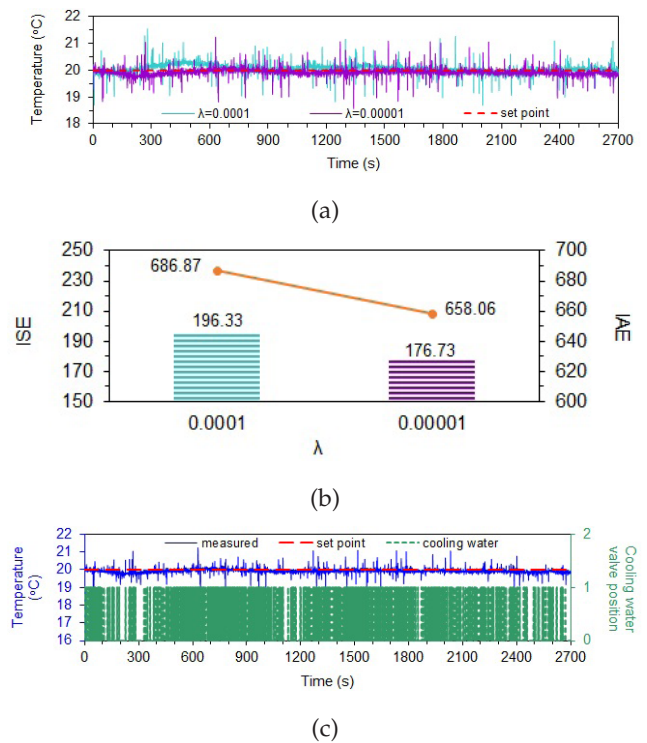 22
21
20
19
18
Temperature (°C)
λ=0.0001 λ=0.00001 set point
0 300 600 900 1200 1500 1800 2100 2400 2700
Time (s)
(a)
250
230
210
190
170
150
ISE
700
680
660
640
620
600
IAE
686.87
658.06
196.33
176.73
0.0001 0.00001
λ
(b)
22
21
20
19
18
17
16
Temperature
(°C)
measured set point cooling water
2
1
0
Cooling water
valve position
0 300 600 900 1200 1500 1800 2100 2400 2700
Time (s)
(c)